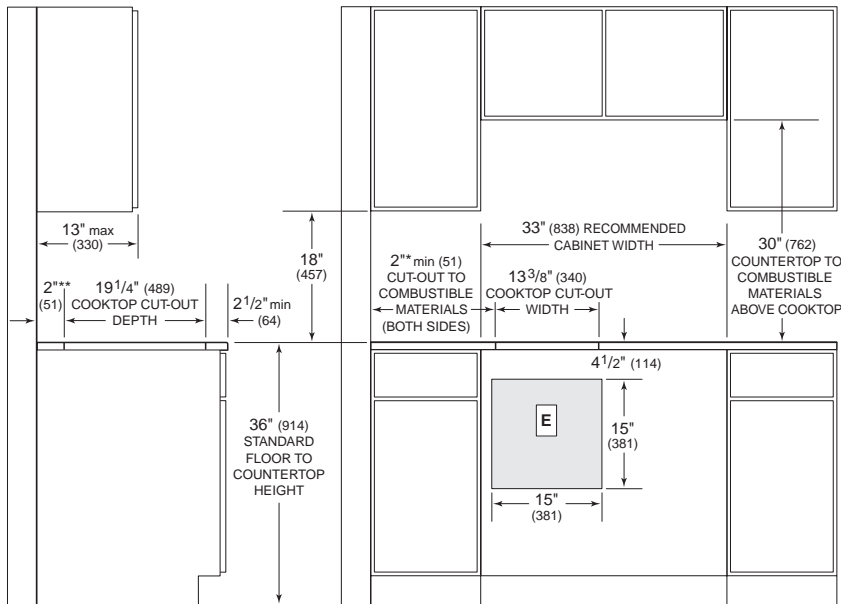 13" max
(330)
2"**
(51)
19 1/4" (489)
COOKTOP CUT-OUT
DEPTH
2 1/2" min
(64)
18"
(457)
36" (914)
STANDARD
FLOOR TO
COUNTERTOP
HEIGHT
33" (838) RECOMMENDED
CABINET WIDTH
2"* min (51)
CUT-OUT TO
COMBUSTIBLE
MATERIALS
(BOTH SIDES)
13 3/8" (340)
COOKTOP CUT-OUT
WIDTH
30" (762)
COUNTERTOP TO
COMBUSTIBLE
MATERIALS
ABOVE COOKTOP
4 1/2" (114)
E
15"
(381)
15"
(381)